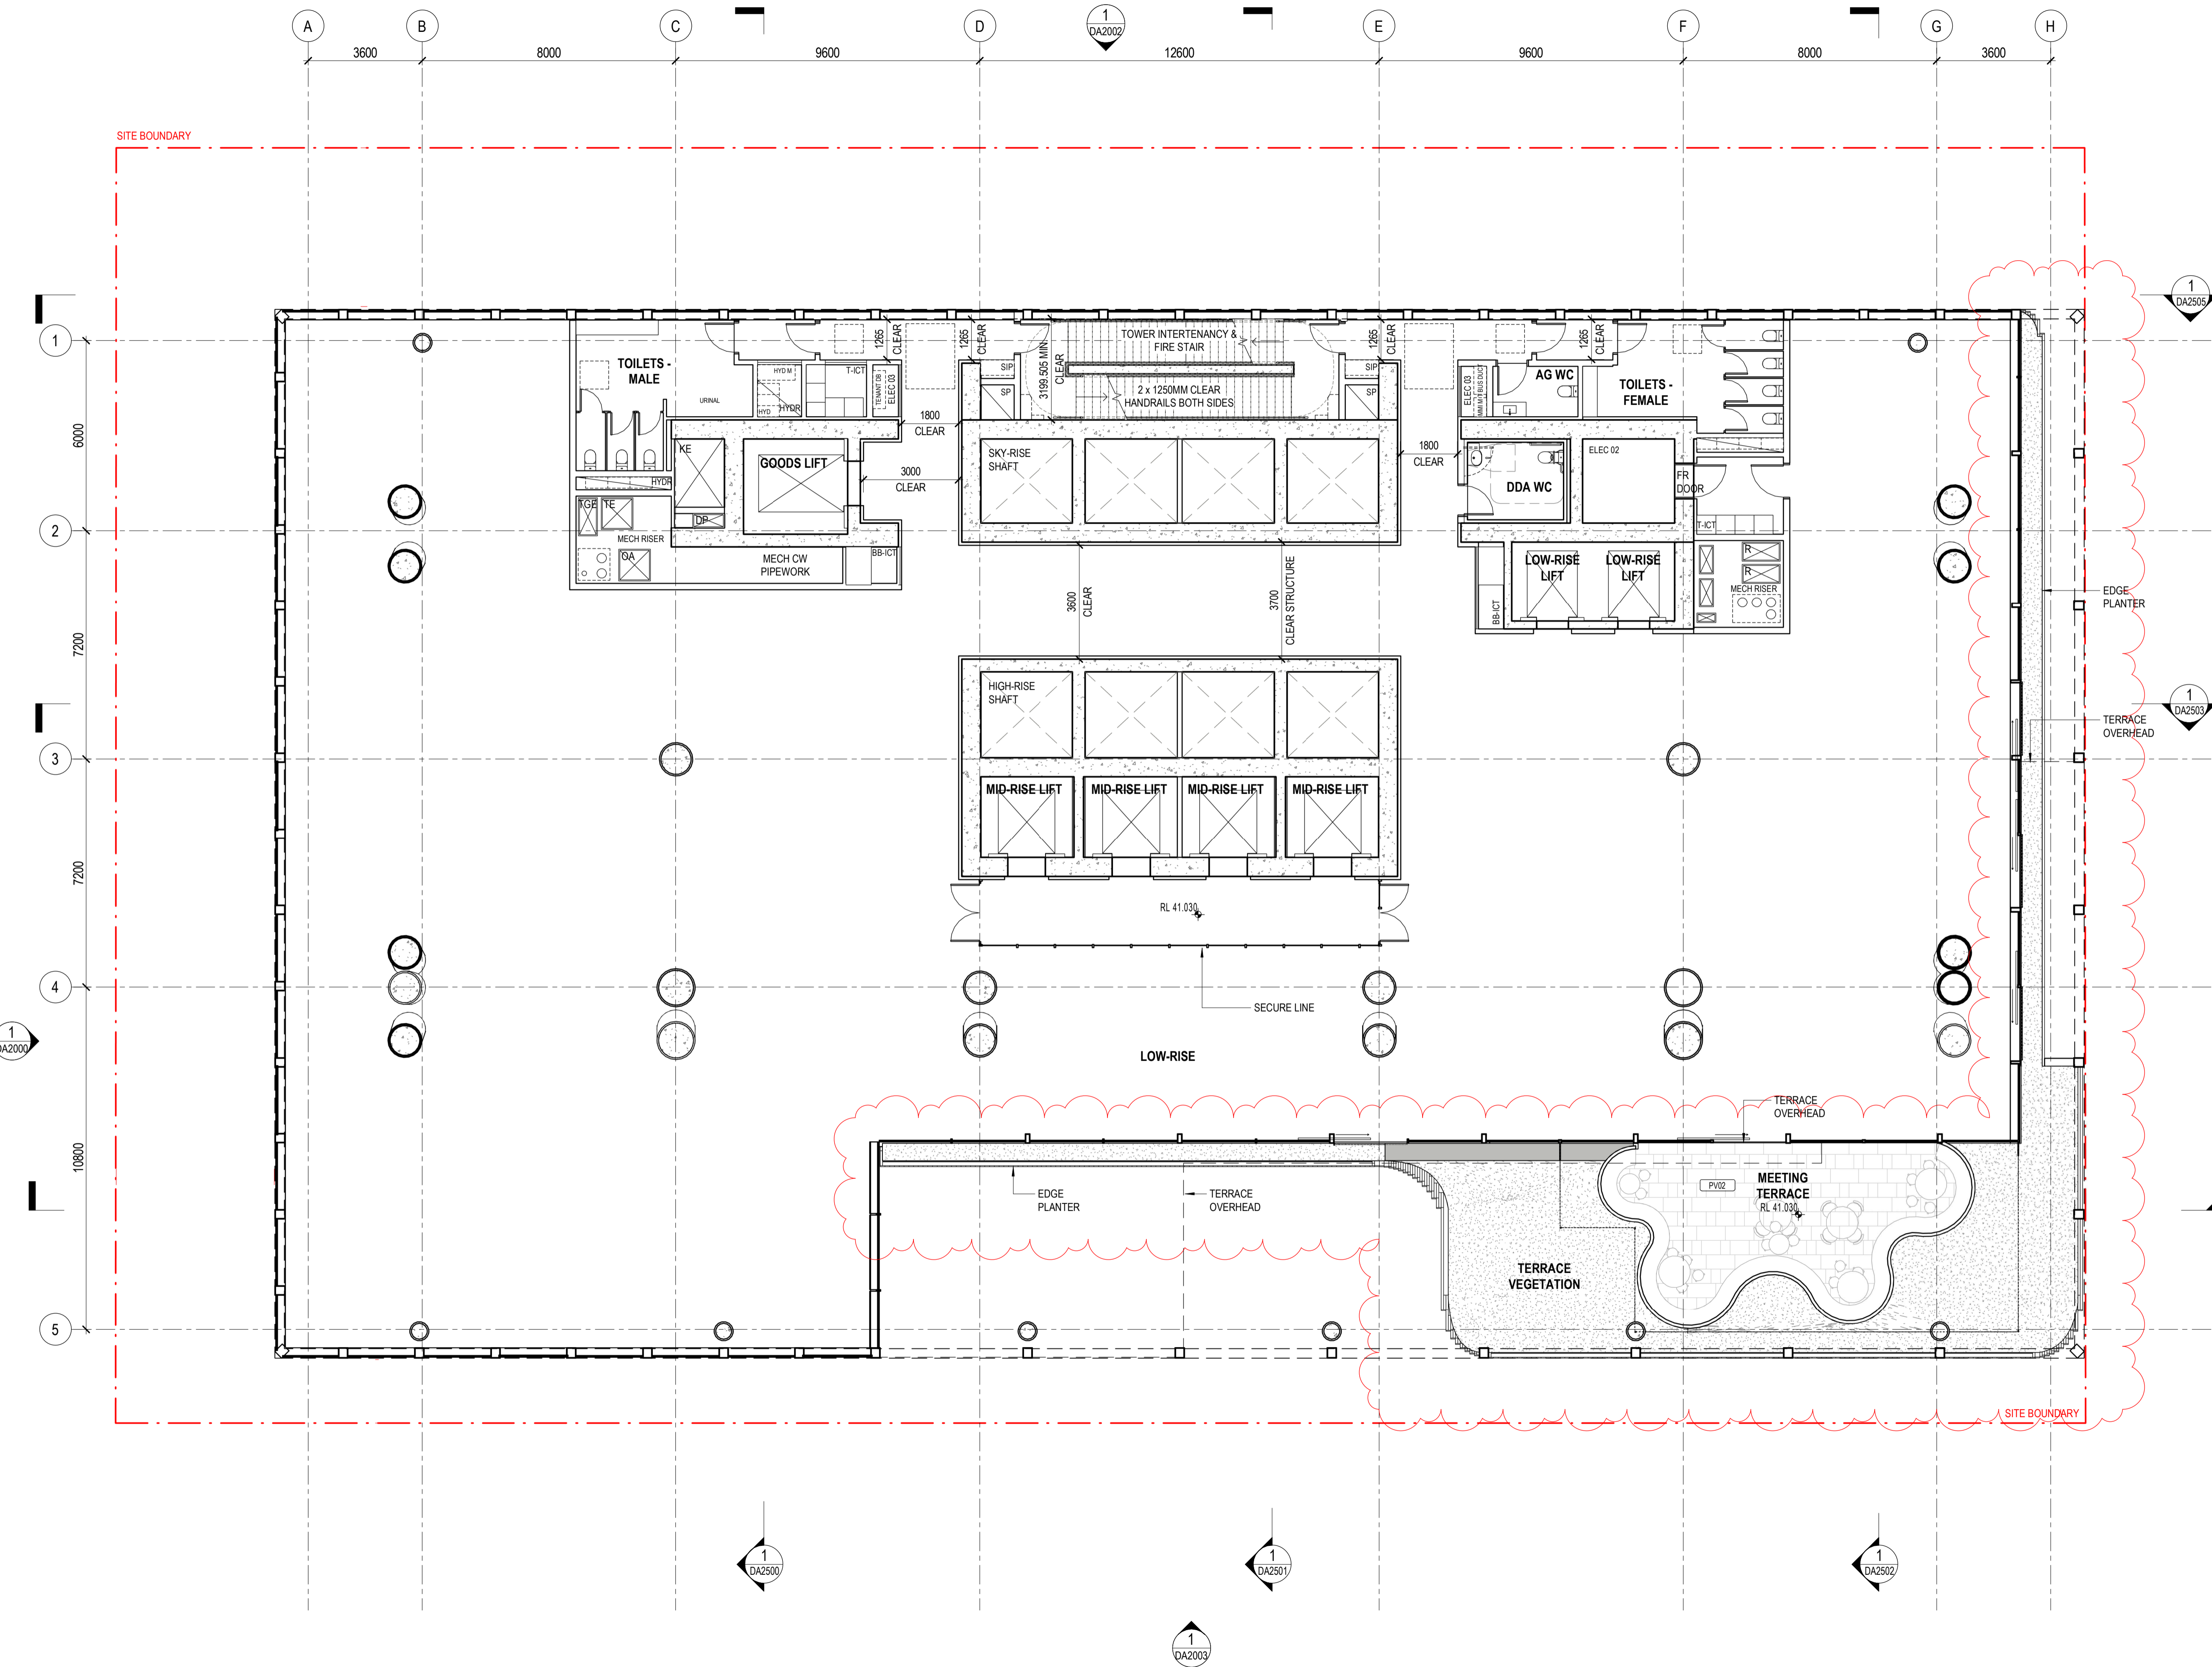 A
B
C
D
1
DA2002
E
F
G
H
3600
8000
9600
12600
9600
8000
3600
SITE BOUNDARY
1
DA2505
1
TOILETS -
MALE
URINAL
HYD M
HYD
HYDR
T-ICT
TENANT DB
ELEC 03
1265
CLEAR
1265
CLEAR
SIP
SP
3199.505 MIN
CLEAR
TOWER INTERTENANCY &
FIRE STAIR
2 x 1250MM CLEAR
HANDRAILS BOTH SIDES
SIP
SP
1265
CLEAR
ELEC 03
AG WC
1265
CLEAR
TOILETS -
FEMALE
6000
1800
CLEAR
1800
CLEAR
KE
GOODS LIFT
3000
CLEAR
SKY-RISE
SHAFT
DDA WC
ELEC 02
FR
DOOR
HYDR
TGE
TE
DP
T-ICT
2
MECH RISER
OA
MECH CW
PIPEWORK
BB-ICT
LOW-RISE
LIFT
LOW-RISE
LIFT
R
R
MECH RISER
BB-ICT
3600
CLEAR
3700
CLEAR STRUCTURE
EDGE
PLANTER
7200
HIGH-RISE
SHAFT
1
DA2503
TERRACE
OVERHEAD
3
MID-RISE LIFT
MID-RISE LIFT
MID-RISE LIFT
MID-RISE LIFT
7200
RL 41.030
4
SECURE LINE
1
DA2000
LOW-RISE
TERRACE
OVERHEAD
10800
EDGE
PLANTER
TERRACE
OVERHEAD
PV02
MEETING
TERRACE
RL 41.030
TERRACE
VEGETATION
5
SITE BOUNDARY
1
DA2500
1
DA2501
1
DA2502
1
DA2003